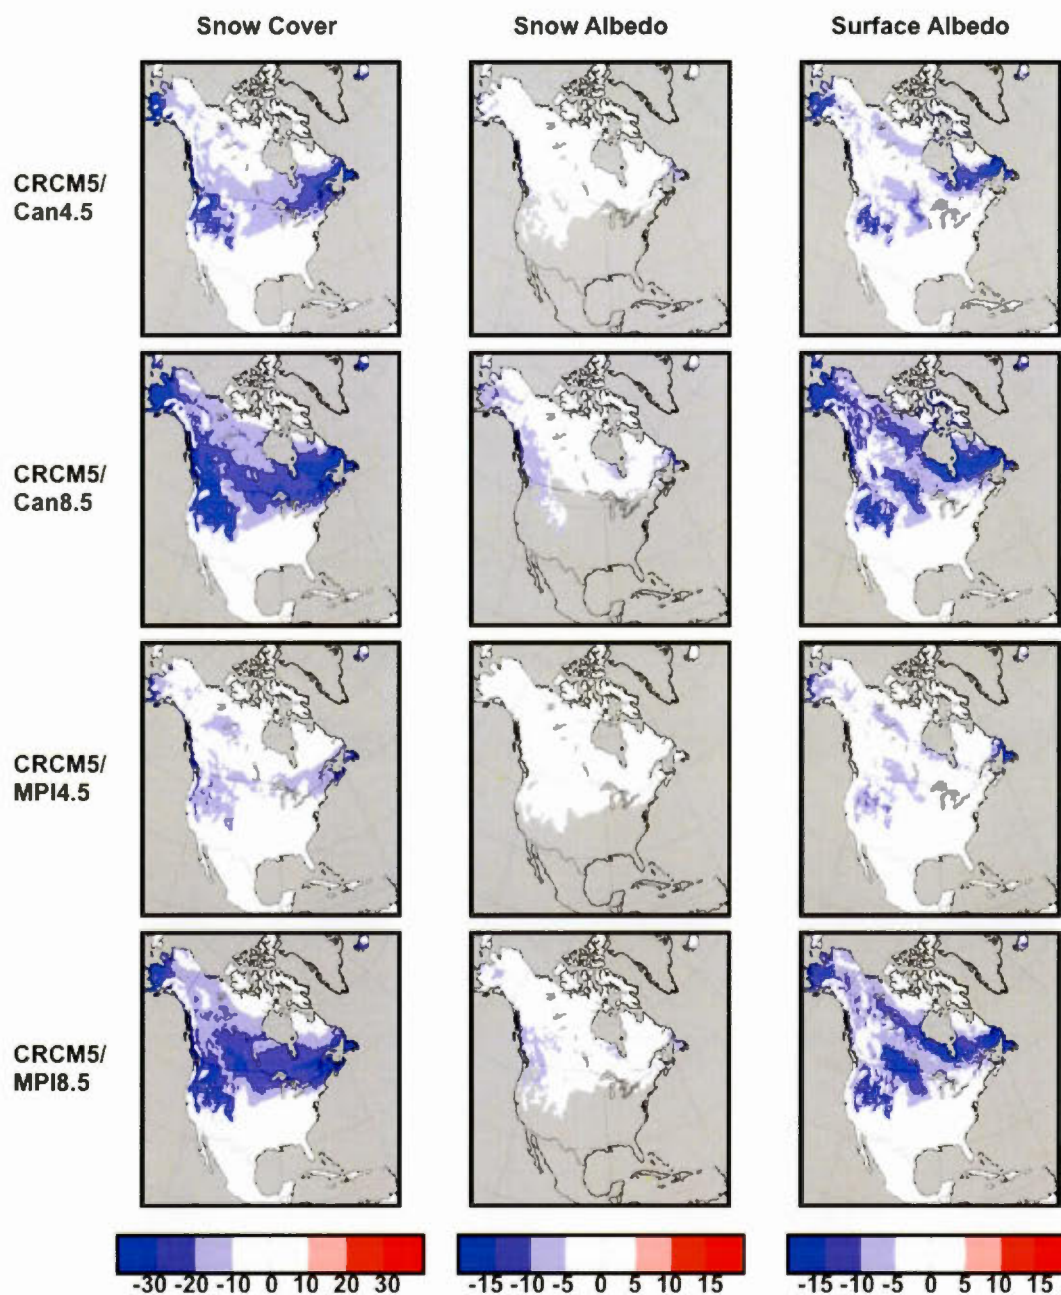 Snow Cover Snow Albedo Surface Albedo
CRCM5/
Can4.5
CRCM5/
Can8.5
CRCM5/
MPI4.5
CRCM5/
MPI8.5
-30 -20 -10 0 10 20 30 -15 -10 -5 0 5 10 15 -15 -10 -5 0 5 10 15